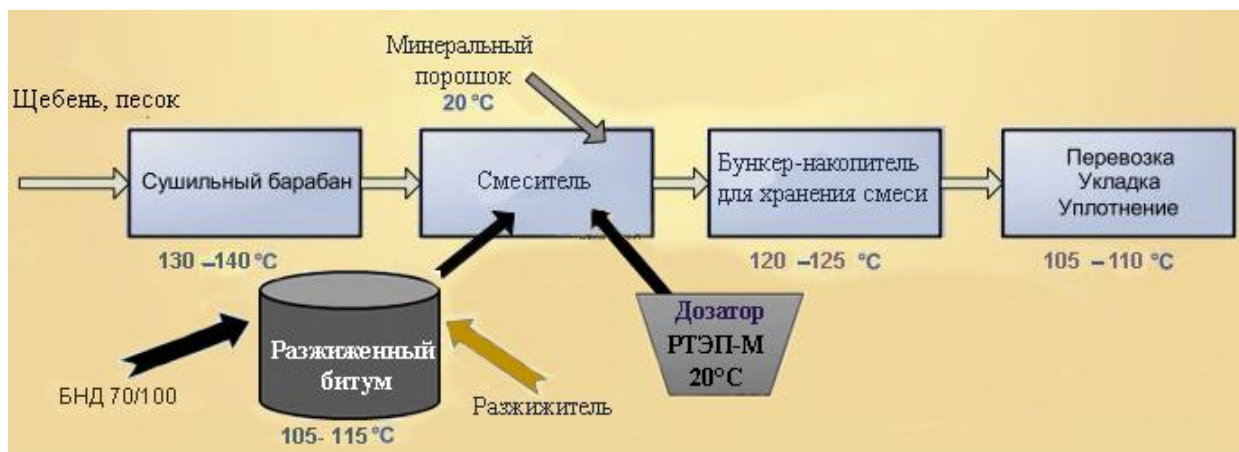 Минеральный
порошок
20 °C
Щебень, песок
Сушильный барабан
Смеситель
Бункер-накопитель
для хранения смеси
Перевозка
Укладка
Уплотнение
130 –140 °C
120 –125 °C
105 – 110 °C
Разжиженный
битум
Дозатор
РТЭП-М
20°C
БНД 70/100
Разжижитель
105- 115 °C